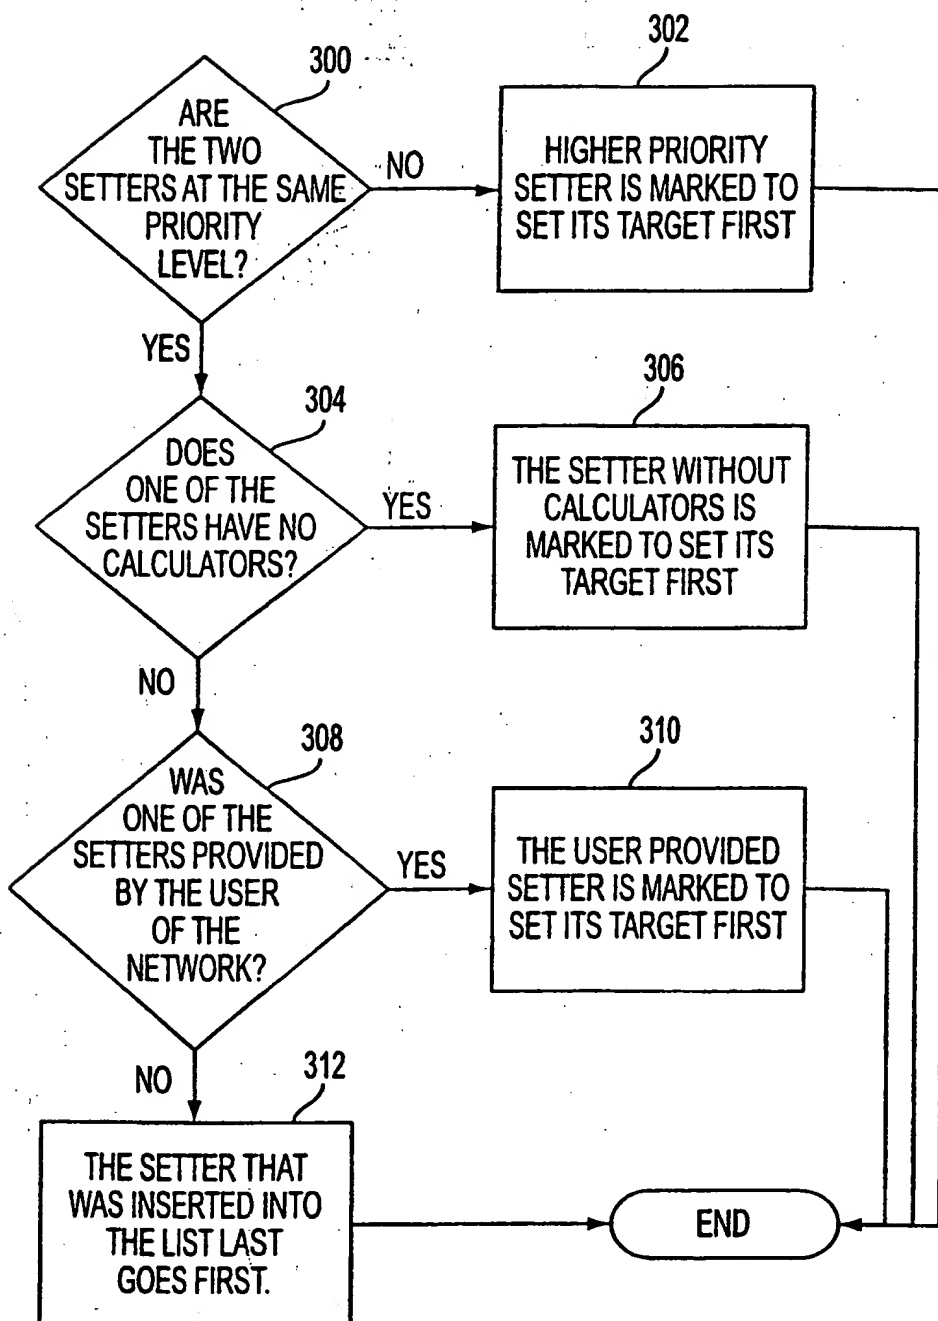 300
ARE
THE TWO
SETTERS AT THE SAME
PRIORITY
LEVEL?
NO
302
HIGHER PRIORITY
SETTER IS MARKED TO
SET ITS TARGET FIRST
YES
304
DOES
ONE OF THE
SETTERS HAVE NO
CALCULATORS?
YES
306
THE SETTER WITHOUT
CALCULATORS IS
MARKED TO SET ITS
TARGET FIRST
NO
308
WAS
ONE OF THE
SETTERS PROVIDED
BY THE USER
OF THE
NETWORK?
YES
310
THE USER PROVIDED
SETTER IS MARKED TO
SET ITS TARGET FIRST
NO
312
THE SETTER THAT
WAS INSERTED INTO
THE LIST LAST
GOES FIRST.
END